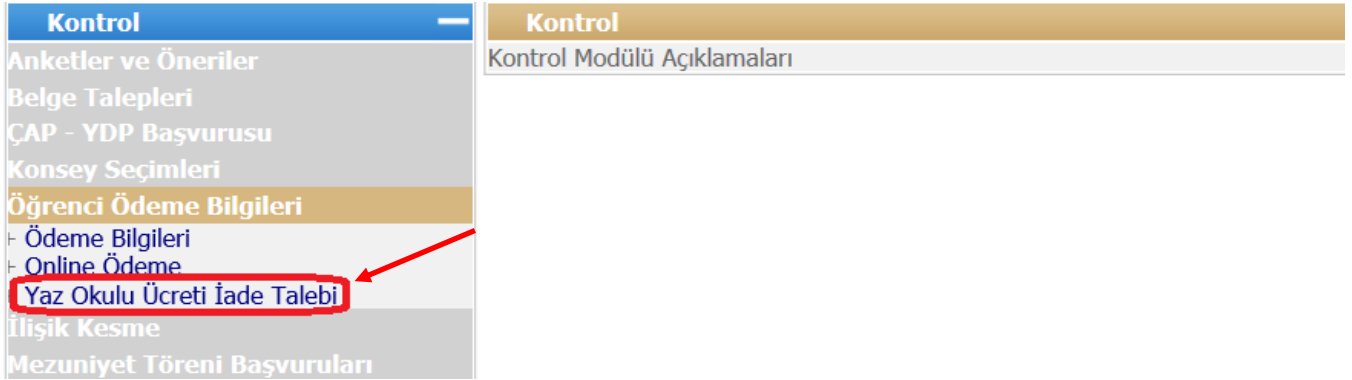 Kontrol
Anketler ve Öneriler
Belge Talepleri
ÇAP - YDP Başvurusu
Konsey Seçimleri
Öğrenci Ödeme Bilgileri
Ödeme Bilgileri
Online Ödeme
Yaz Okulu Ücreti İade Talebi
İlişik Kesme
Mezuniyet Töreni Başvuruları
Kontrol
Kontrol Modülü Açıklamaları